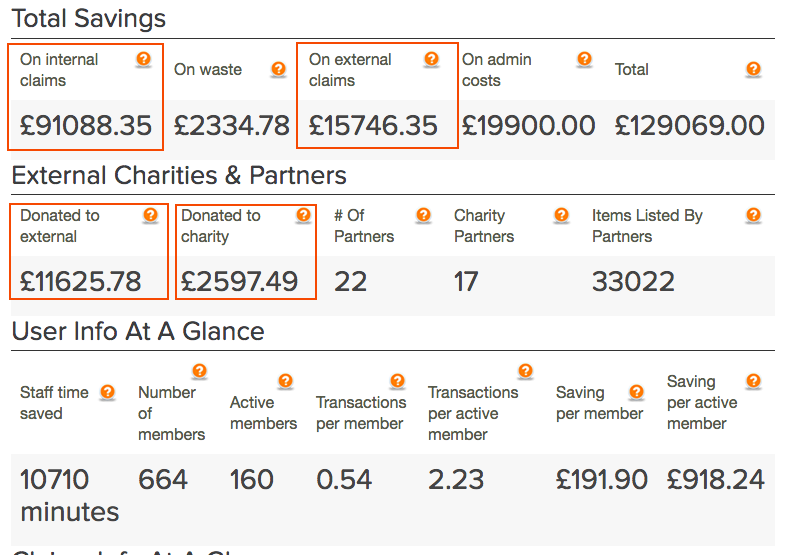 Total Savings
On internal claims ? On waste ? On external claims ? On admin costs ? Total ?
£91088.35 £2334.78 £15746.35 £19900.00 £129069.00
External Charities & Partners
Donated to external ? Donated to charity ? # Of Partners ? Charity Partners ? Items Listed By Partners ?
£11625.78 £2597.49 22 17 33022
User Info At A Glance
Staff time saved ? Number of members ? Active members ? Transactions per member ? Transactions per active member ? Saving per member ? Saving per active member ?
10710 minutes 664 160 0.54 2.23 £191.90 £918.24